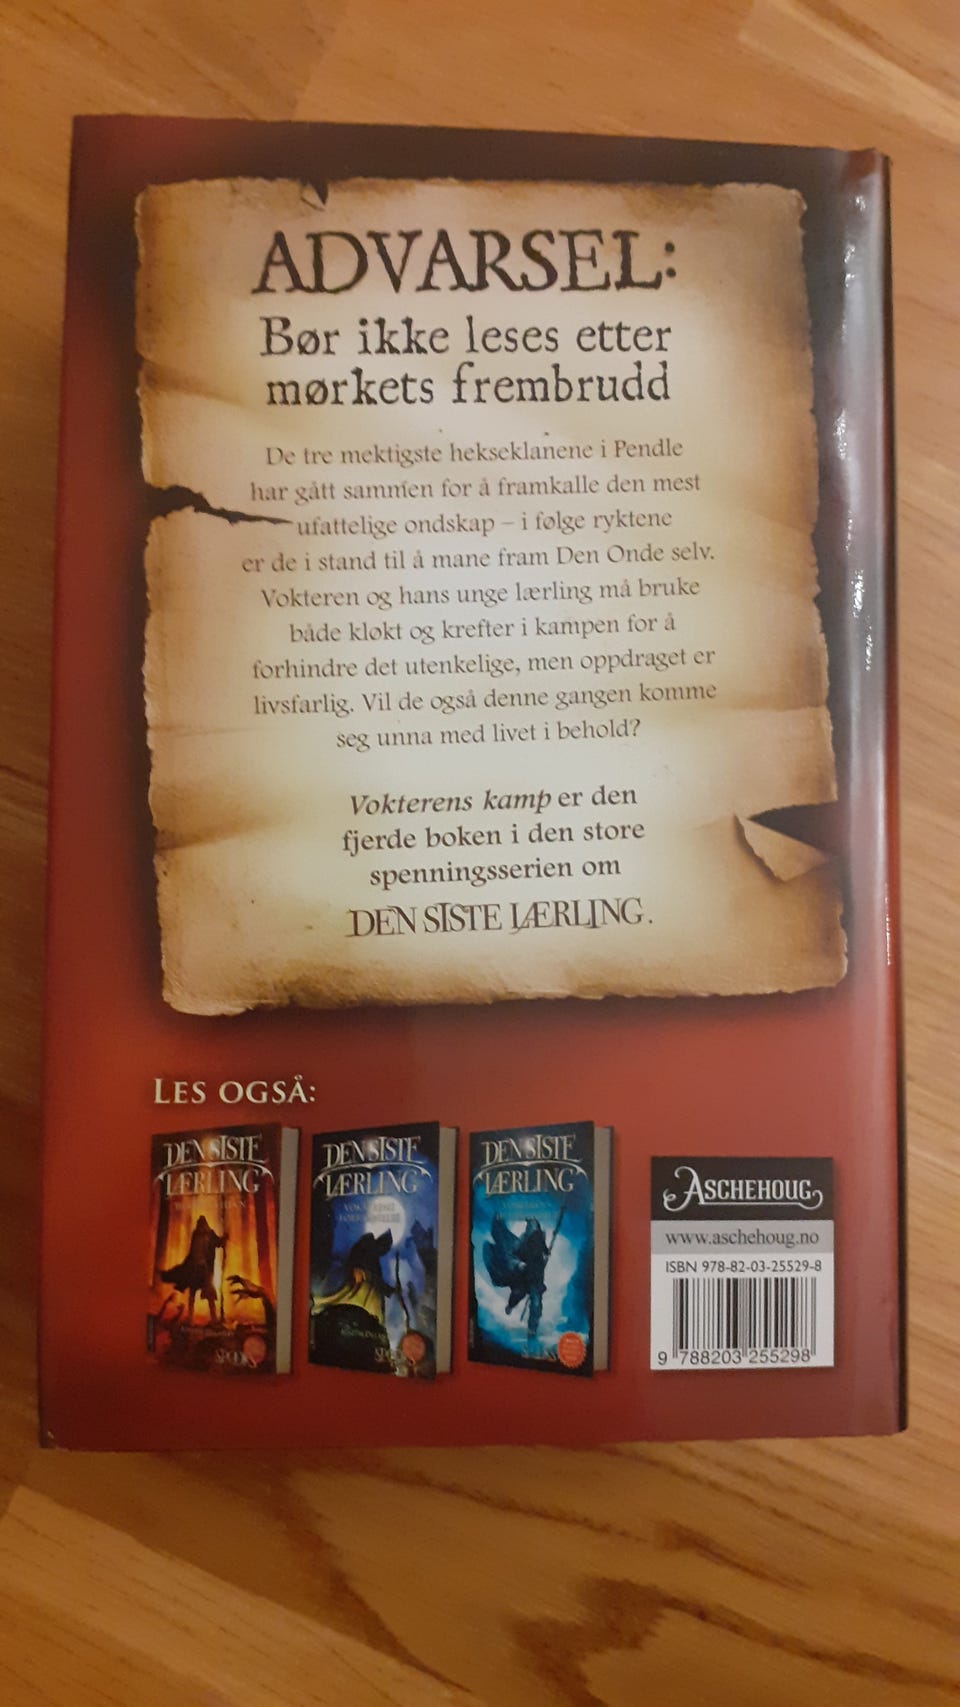 ADVARSEL:
Bør ikke leses etter
mørkets frembrudd
De tre mektigste hekseklanene i Pendle
har gått sammen for å framkalle den mest
ufattelige ondskap – i følge ryktene
er de i stand til å mane fram Den Onde selv.
Vokteren og hans unge lærling må bruke
både kløkt og krefter i kampen for å
forhindre det utenkelige, men oppdraget er
livsfarlig. Vil de også denne gangen komme
seg unna med livet i behold?
Vokterens kamp er den
fjerde boken i den store
spenningsserien om
DEN SISTE LÆRLING.
LES OGSÅ:
DEN SISTE
LÆRLING
SPOOKS
DEN SISTE
LÆRLING
SPOOKS
DEN SISTE
LÆRLING
ASCHEHOUG
www.aschehoug.no
ISBN 978-82-03-25529-8
9 788203 255298